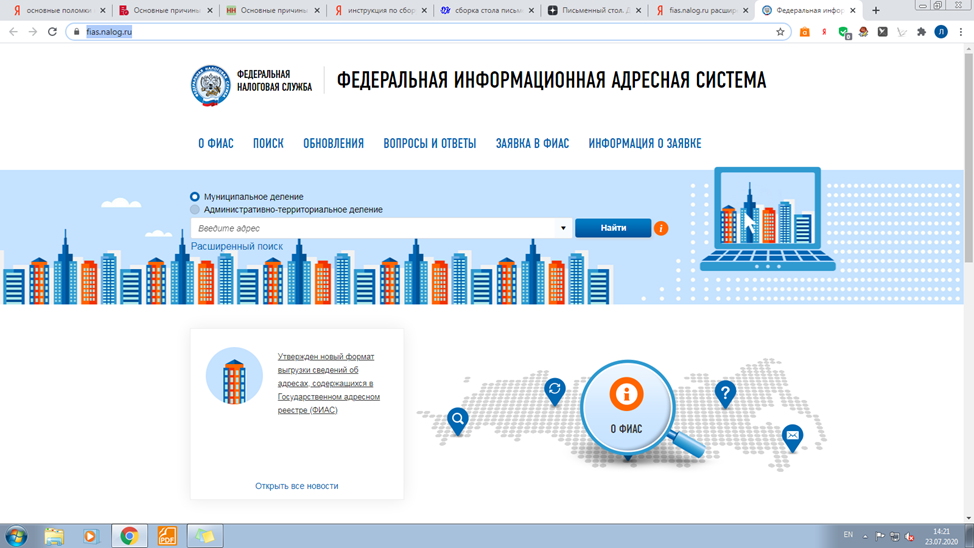 основные поломки
Основные причины
Основные причины
инструкция по сбор
сборка стола письм
Письменный стол. Д
fias.nalog.ru расшир
Федеральная инфор
fias.nalog.ru
ФЕДЕРАЛЬНАЯ
НАЛОГОВАЯ СЛУЖБА
ФЕДЕРАЛЬНАЯ ИНФОРМАЦИОННАЯ АДРЕСНАЯ СИСТЕМА
О ФИАС ПОИСК ОБНОВЛЕНИЯ ВОПРОСЫ И ОТВЕТЫ ЗАЯВКА В ФИАС ИНФОРМАЦИЯ О ЗАЯВКЕ
Муниципальное деление
Административно-территориальное деление
Введите адрес
Найти
Расширенный поиск
Утвержден новый формат
выгрузки сведений об
адресах, содержащихся в
Государственном адресном
реестре (ФИАС)
Открыть все новости
О ФИАС
EN
14:21
23.07.2020